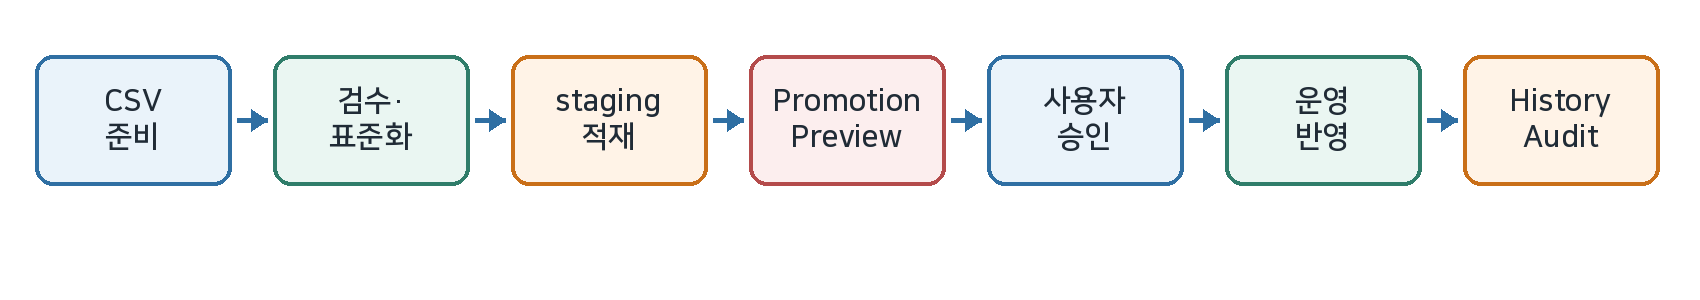 CSV
준비
검수·
표준화
staging
적재
Promotion
Preview
사용자
승인
운영
반영
History
Audit